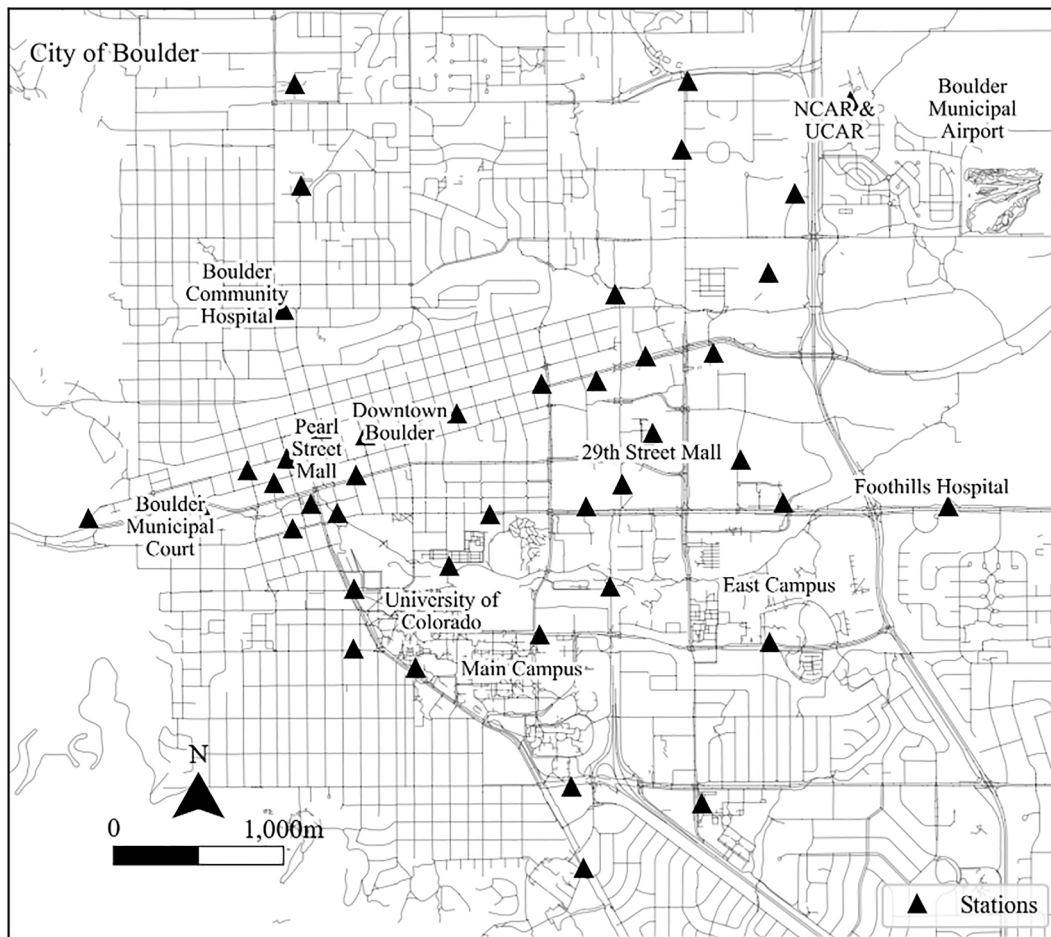 City of Boulder
NCAR &
UCAR
Boulder
Municipal
Airport
Boulder
Community
Hospital
Downtown
Boulder
Pearl
Street
Mall
29th Street Mall
Boulder
Municipal
Court
Foothills Hospital
East Campus
University of
Colorado
Main Campus
N
0
1,000m
Stations